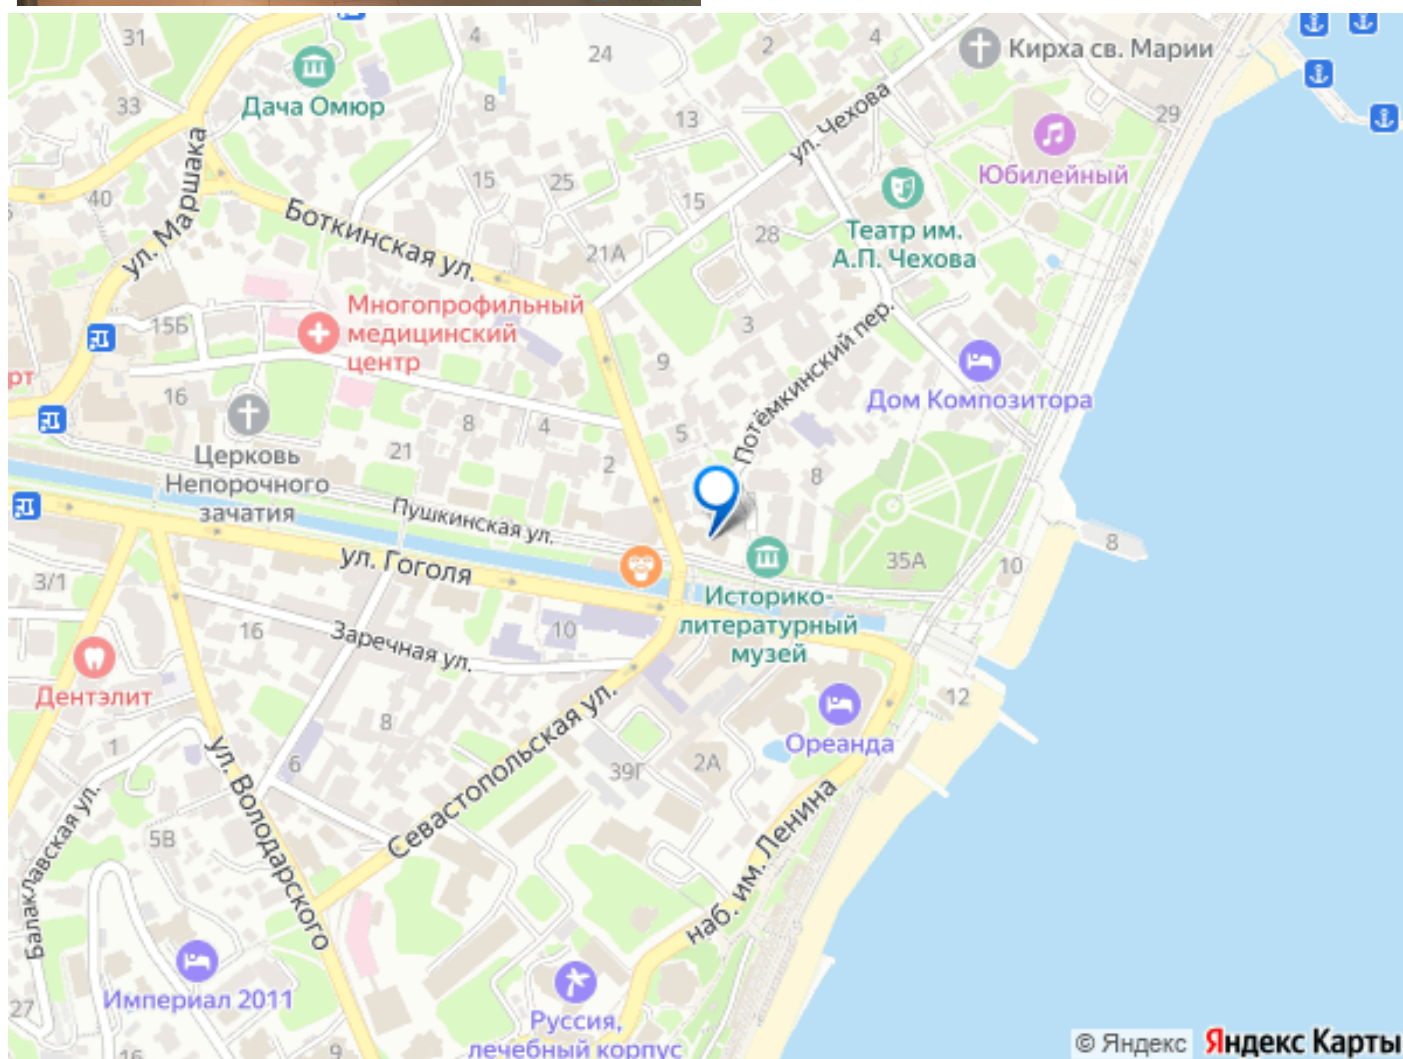 31
4
24
2
4
Кирха св. Марии
Дача Омюр
33
8
13
ул. Чехова
29
Юбилейный
ул. Маршака
40
15
25
15
Театр им.
А.П. Чехова
Боткинская ул.
21А
28
Многопрофильный
медицинский
центр
15Б
3
Потёмкинский пер.
9
рт
16
Дом Композитора
8
4
5
Церковь
Непорочного
зачатия
21
2
8
Пушкинская ул.
ул. Гоголя
35А
10
8
3/1
Историко-
литературный
музей
16
Заречная ул.
10
Дентэлит
12
8
Ореанда
1
ул. Володарского
6
39Г
2А
Севастопольская ул.
наб. им. Ленина
5В
Балаклавская ул.
Империал 2011
27
Руссия,
лечебный корпус
16
9
© Яндекс Яндекс Карты